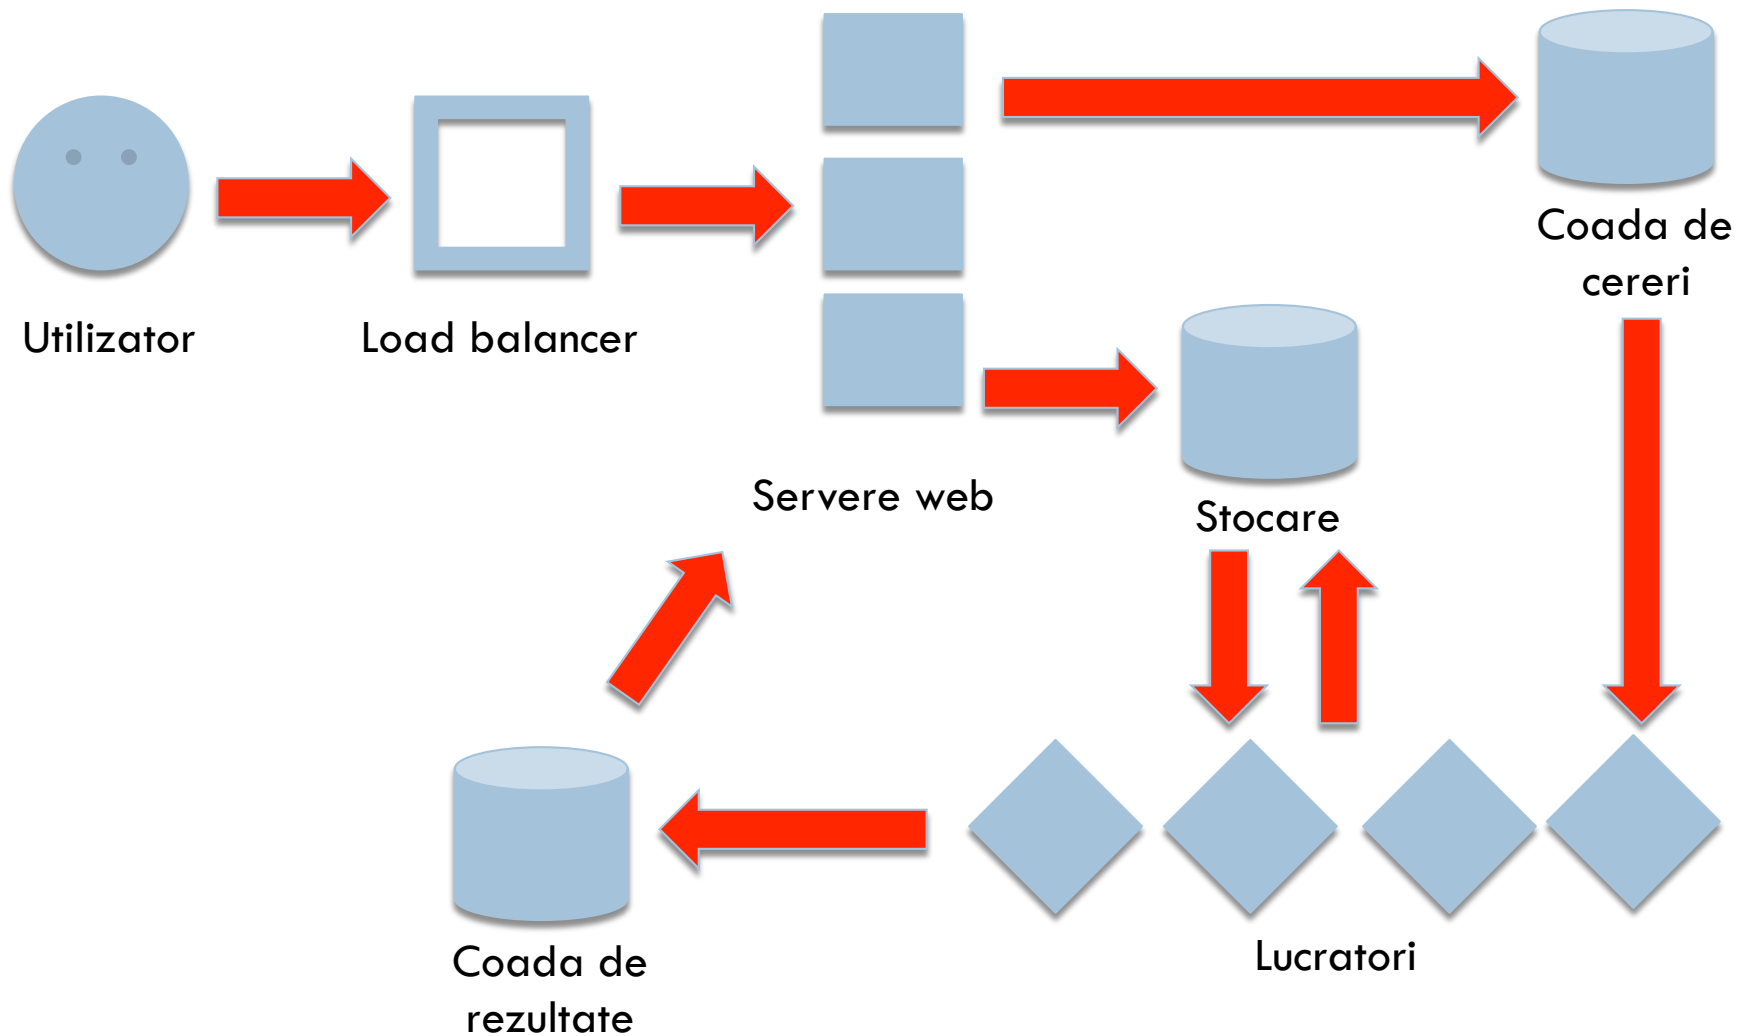 Utilizator
Load balancer
Servere web
Stocare
Coada de
cereri
Coada de
rezultate
Lucratori